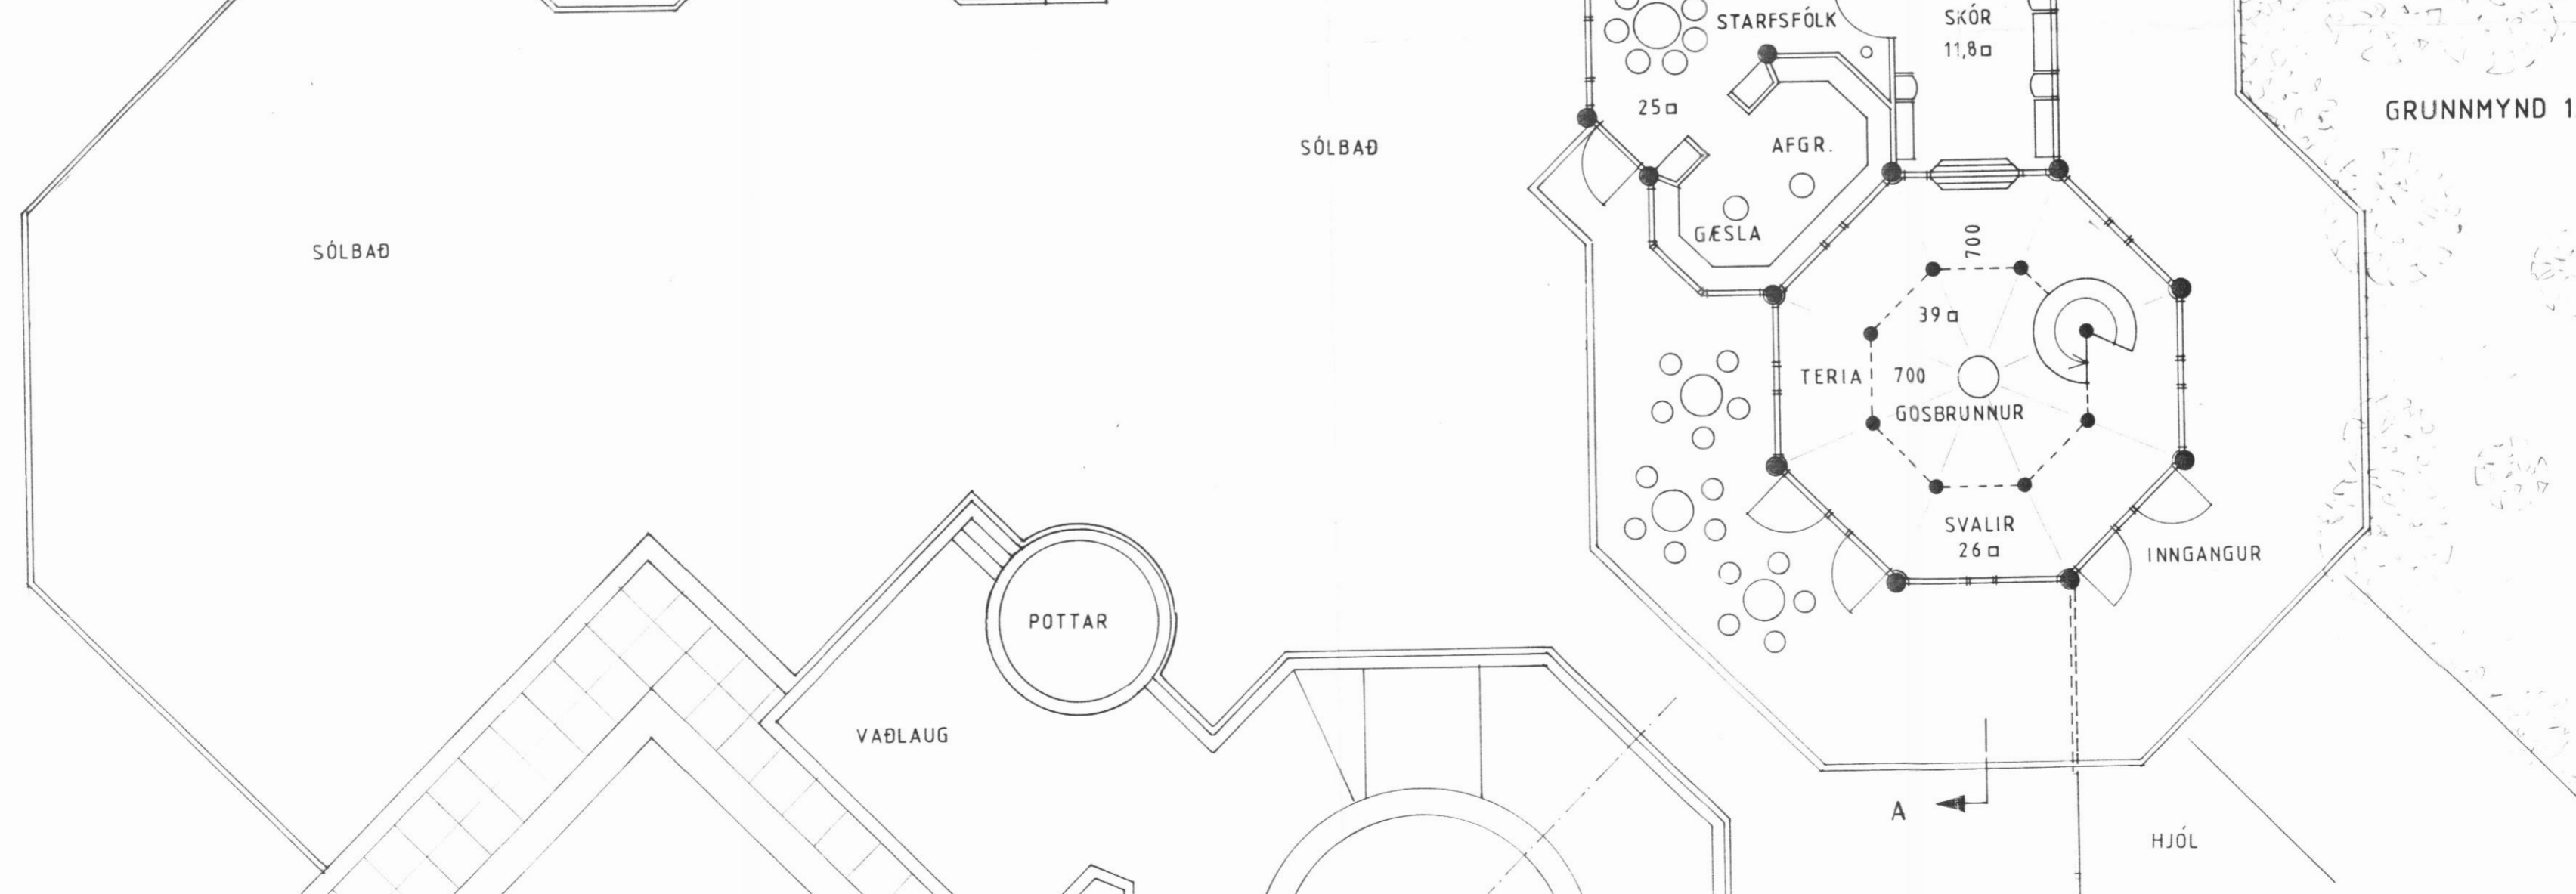 STARFSFÓLK
SKÓR
11,8□
25□
GRUNNMYND 1
SÓLBAÐ
AFGR.
SÓLBAÐ
GÆSLA
700
39□
TERIA
700
GOSBRUNNUR
SVALIR
26□
INNGANGUR
POTTAR
VAÐLAUG
A
HJÓL